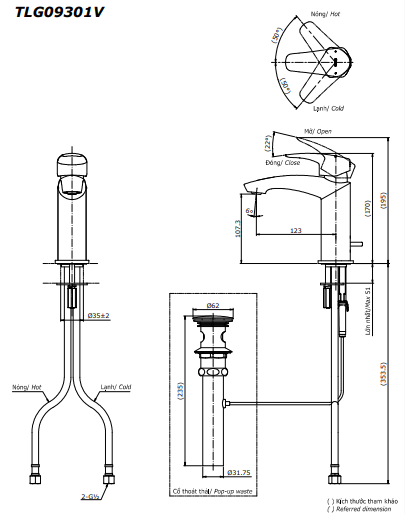 TLG09301V
Nóng/ Hot
(50°)
(50°)
Lạnh/ Cold
Mở/ Open
(22°)
Đóng/ Close
6°
123
107.3
(170)
(195)
Lớn nhất/Max 51
Ø35±2
Ø62
(235)
(353.5)
Nóng/ Hot
Lạnh/ Cold
Ø31.75
2-G½
Cổ thoát thải/ Pop-up waste
( ) Kích thước tham khảo
( ) Referred dimension